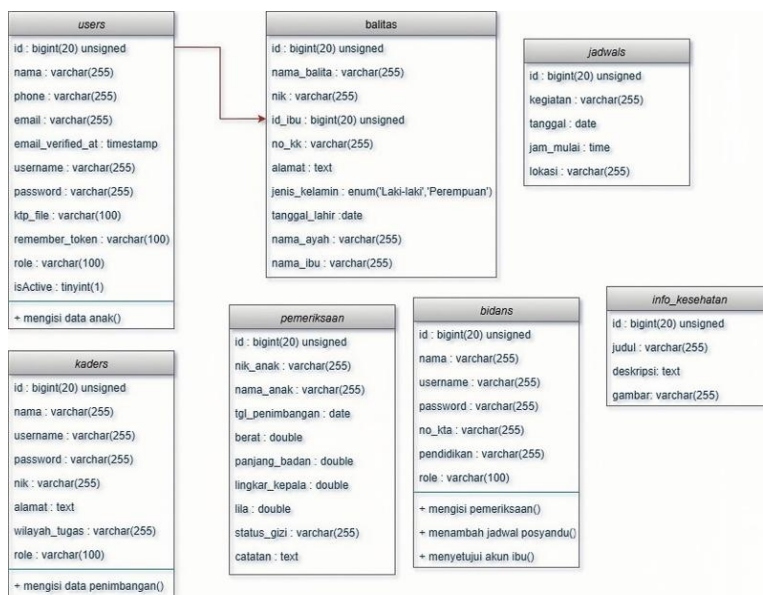 users
id : bigint(20) unsigned
nama : varchar(255)
phone : varchar(255)
email : varchar(255)
email_verified_at : timestamp
username : varchar(255)
password : varchar(255)
ktp_file : varchar(100)
remember_token : varchar(100)
role : varchar(100)
isActive : tinyint(1)
+ mengisi data anak()
balitas
id : bigint(20) unsigned
nama_balita : varchar(255)
nik : varchar(255)
id_ibu : bigint(20) unsigned
no_kk : varchar(255)
alamat : text
jenis_kelamin : enum('Laki-laki','Perempuan')
tanggal_lahir :date
nama_ayah : varchar(255)
nama_ibu : varchar(255)
jadwals
id : bigint(20) unsigned
kegiatan : varchar(255)
tanggal : date
jam_mulai : time
lokasi : varchar(255)
kaders
id : bigint(20) unsigned
nama : varchar(255)
username : varchar(255)
password : varchar(255)
nik : varchar(255)
alamat : text
wilayah_tugas : varchar(255)
role : varchar(100)
+ mengisi data penimbangan()
pemeriksaan
id : bigint(20) unsigned
nik_anak : varchar(255)
nama_anak : varchar(255)
tgl_penimbangan : date
berat : double
panjang_badan : double
lingkar_kepala : double
lila : double
status_gizi : varchar(255)
catatan : text
bidans
id : bigint(20) unsigned
nama : varchar(255)
username : varchar(255)
password : varchar(255)
no_kta : varchar(255)
pendidikan : varchar(255)
role : varchar(100)
+ mengisi pemeriksaan()
+ menambah jadwal posyandu()
+ menyetujui akun ibu()
info_kesehatan
id : bigint(20) unsigned
judul : varchar(255)
deskripsi: text
gambar: varchar(255)